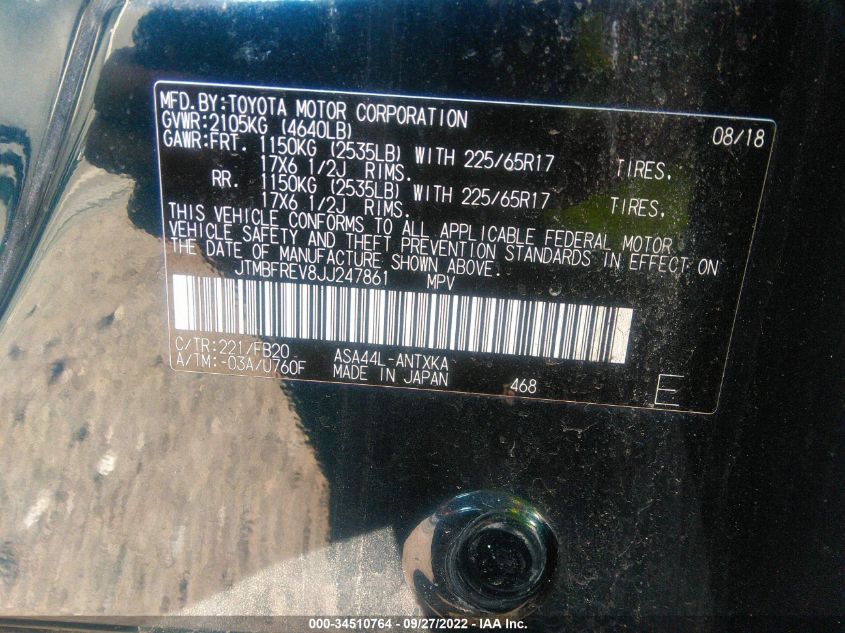 MFD.BY:TOYOTA MOTOR CORPORATION 08/18
GVWR:2105KG (4640LB)
GAWR:FRT. 1150KG (2535LB) WITH 225/65R17 TIRES,
17X6 1/2J RIMS.
RR. 1150KG (2535LB) WITH 225/65R17 TIRES,
17X6 1/2J RIMS.
THIS VEHICLE CONFORMS TO ALL APPLICABLE FEDERAL MOTOR
VEHICLE SAFETY AND THEFT PREVENTION STANDARDS IN EFFECT ON
THE DATE OF MANUFACTURE SHOWN ABOVE.
JTMBFREV8JJ247861 MPV
C/TR:221/FB20 ASA44L-ANTXKA
A/TM:-03A/U760F MADE IN JAPAN 468 E
000-34510764 - 09/27/2022 - IAA Inc.